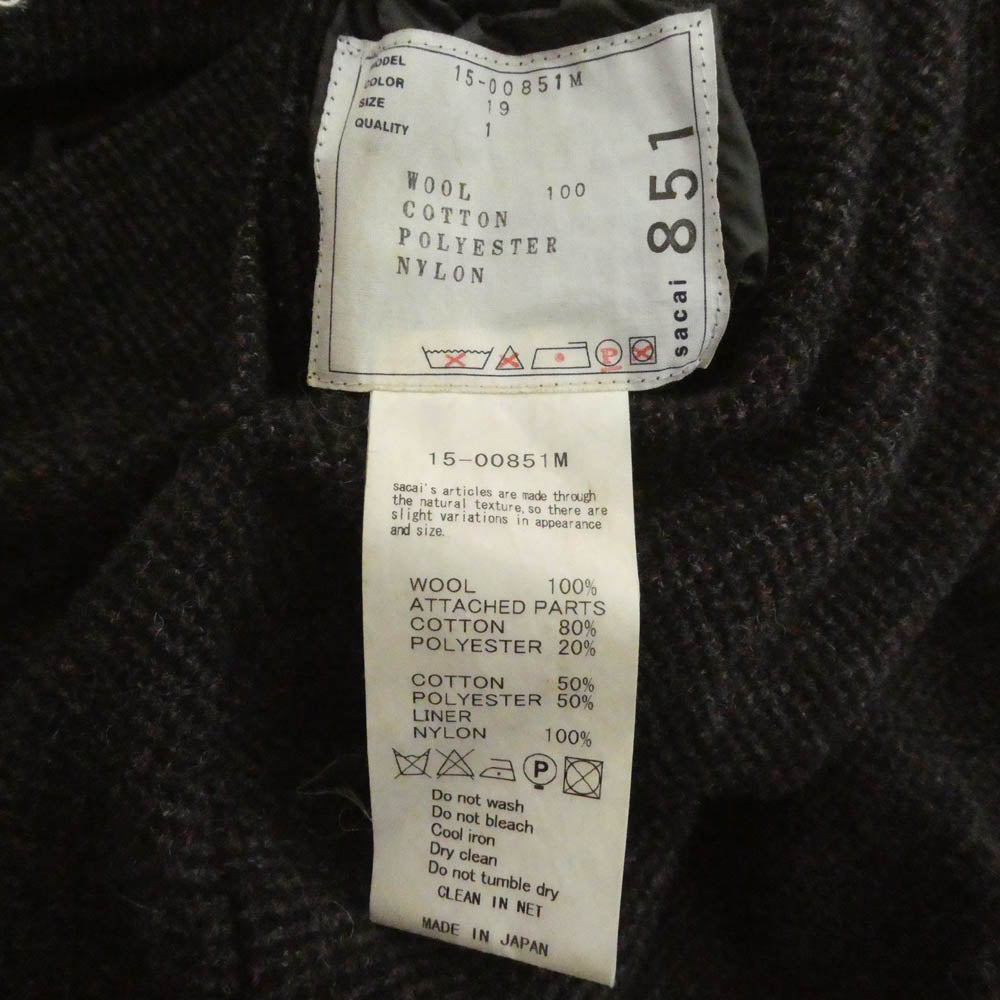 MODEL 15-00851M
COLOR 19
SIZE 1
QUALITY
WOOL 100
COTTON
POLYESTER
NYLON
sacai 851
P
15-00851M
sacai's articles are made through
the natural texture, so there are
slight variations in appearance
and size.
WOOL 100%
ATTACHED PARTS
COTTON 80%
POLYESTER 20%
COTTON 50%
POLYESTER 50%
LINER
NYLON 100%
P
Do not wash
Do not bleach
Cool iron
Dry clean
Do not tumble dry
CLEAN IN NET
MADE IN JAPAN